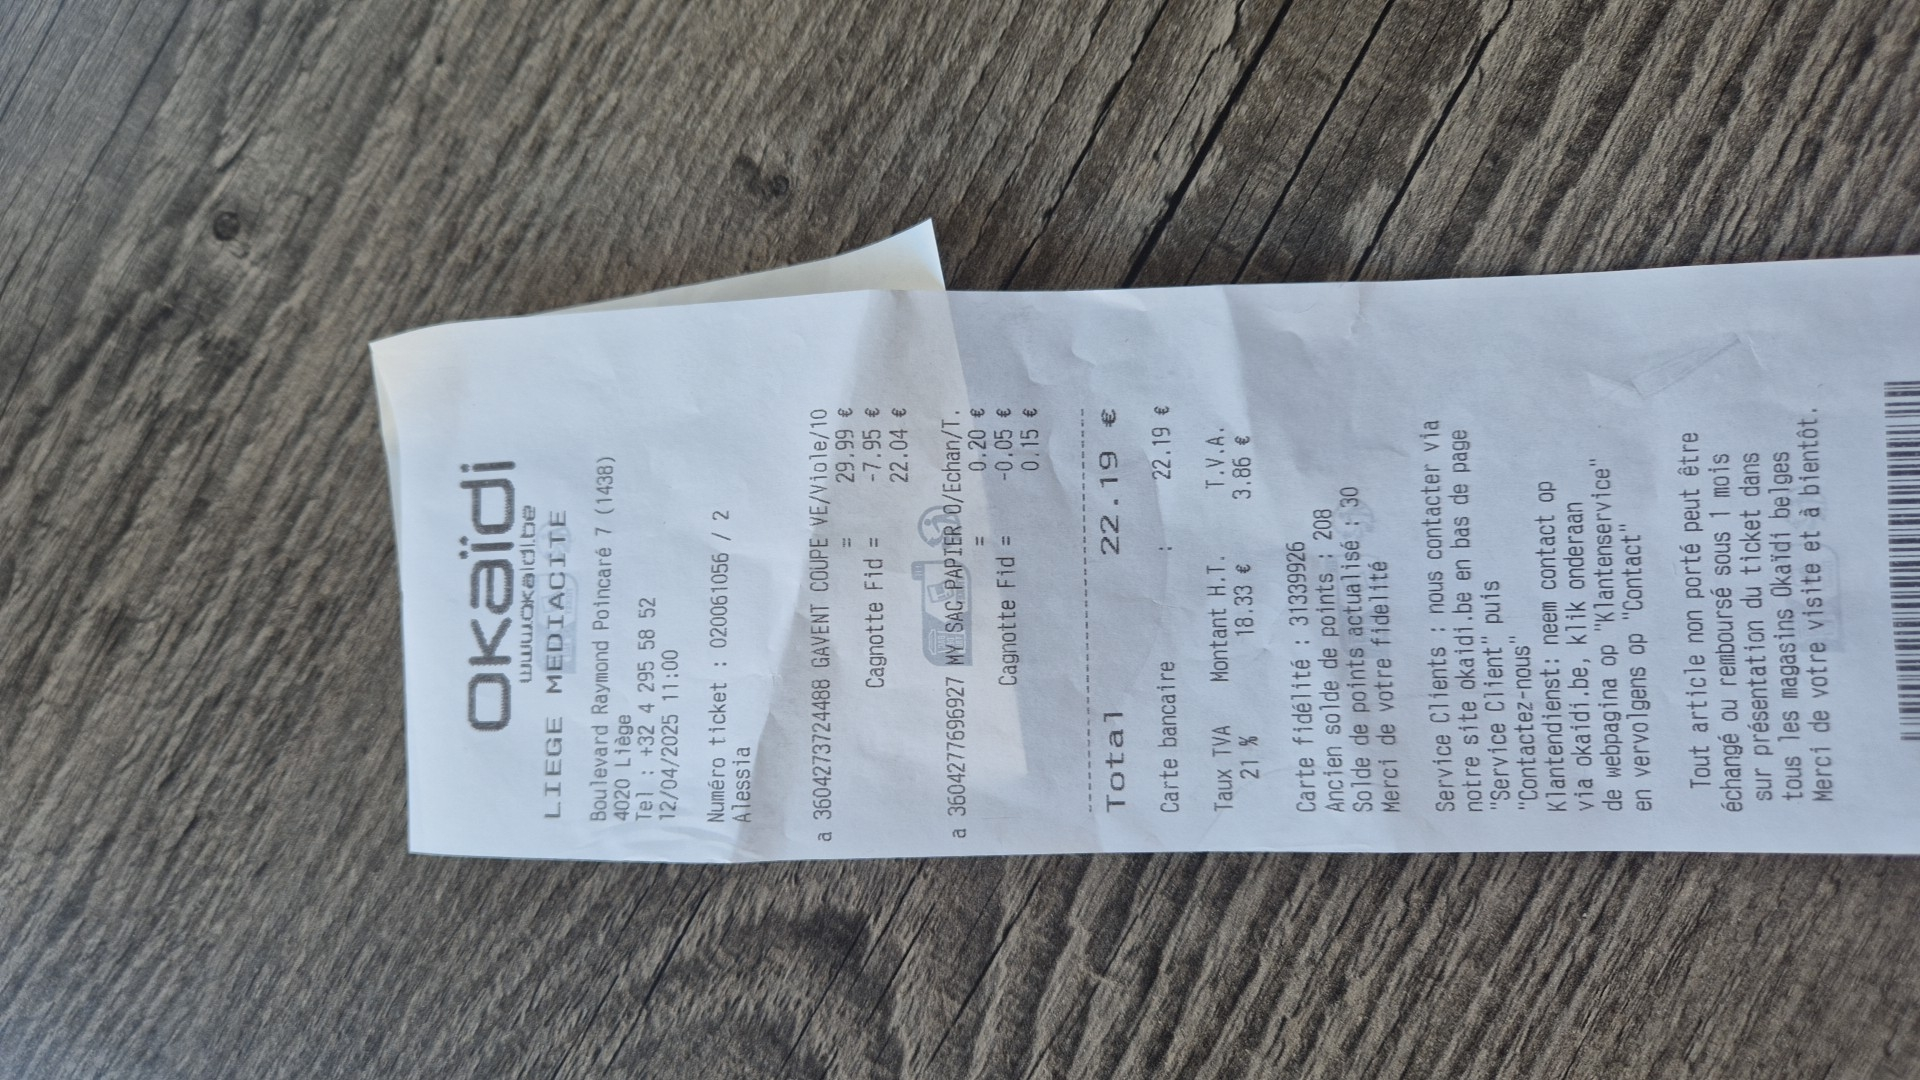 OKAÏDI
www.okaidi.be
LIEGE MEDIACITE
Boulevard Raymond Poincaré 7 (1438)
4020 Liège
Tel : +32 4 295 58 52
12/04/2025 11:00
Numéro ticket : 020061056 / 2
Alessia
a 3604273724488 GAVENT COUPE VE/Viole/10
= 29.99 €
Cagnotte Fid = -7.95 €
22.04 €
a 3604277696927 MY SAC PAPIER O/Echan/T.
= 0.20 €
Cagnotte Fid = -0.05 €
0.15 €
Total 22.19 €
Carte bancaire : 22.19 €
Taux TVA Montant H.T. T.V.A.
21 % 18.33 € 3.86 €
Carte fidélité : 31339926
Ancien solde de points : 208
Solde de points actualisé : 30
Merci de votre fidelité
Service Clients : nous contacter via
notre site okaidi.be en bas de page
"Service Client" puis
"Contactez-nous"
Klantendienst: neem contact op
via okaidi.be, klik onderaan
de webpagina op "Klantenservice"
en vervolgens op "Contact"
Tout article non porté peut être
échangé ou remboursé sous 1 mois
sur présentation du ticket dans
tous les magasins Okaïdi belges
Merci de votre visite et à bientôt.